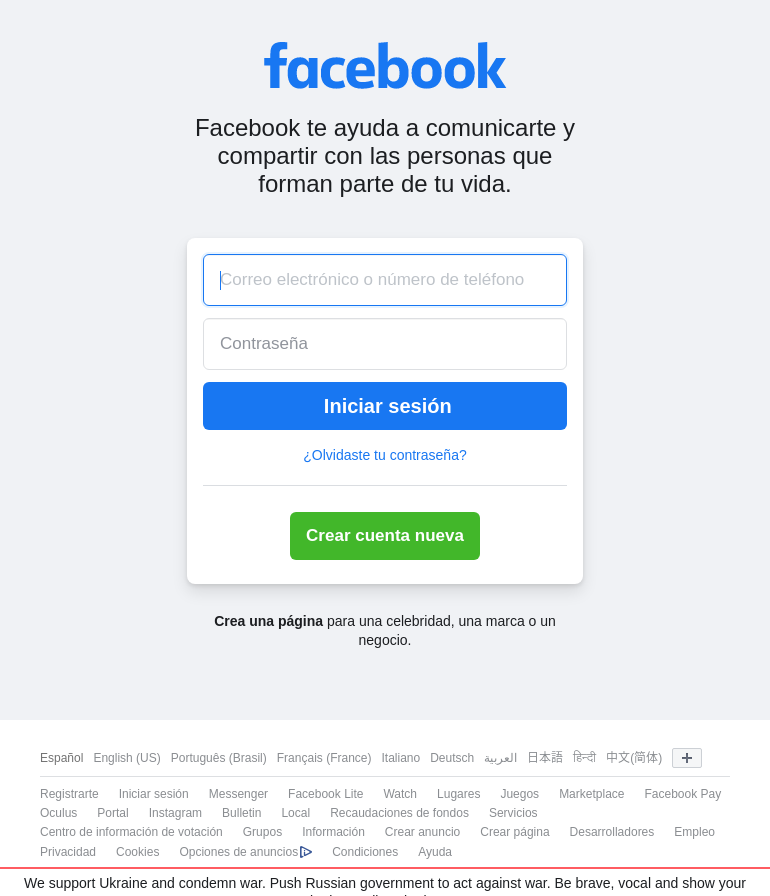 facebook
Facebook te ayuda a comunicarte y
compartir con las personas que
forman parte de tu vida.
Correo electrónico o número de teléfono
Contraseña
Iniciar sesión
¿Olvidaste tu contraseña?
Crear cuenta nueva
Crea una página para una celebridad, una marca o un
negocio.
Español English (US) Português (Brasil) Français (France) Italiano Deutsch العربية 日本語 हिन्दी 中文(简体)
Registrarte Iniciar sesión Messenger Facebook Lite Watch Lugares Juegos Marketplace Facebook Pay
Oculus Portal Instagram Bulletin Local Recaudaciones de fondos Servicios
Centro de información de votación Grupos Información Crear anuncio Crear página Desarrolladores Empleo
Privacidad Cookies Opciones de anuncios Condiciones Ayuda
We support Ukraine and condemn war. Push Russian government to act against war. Be brave, vocal and show your